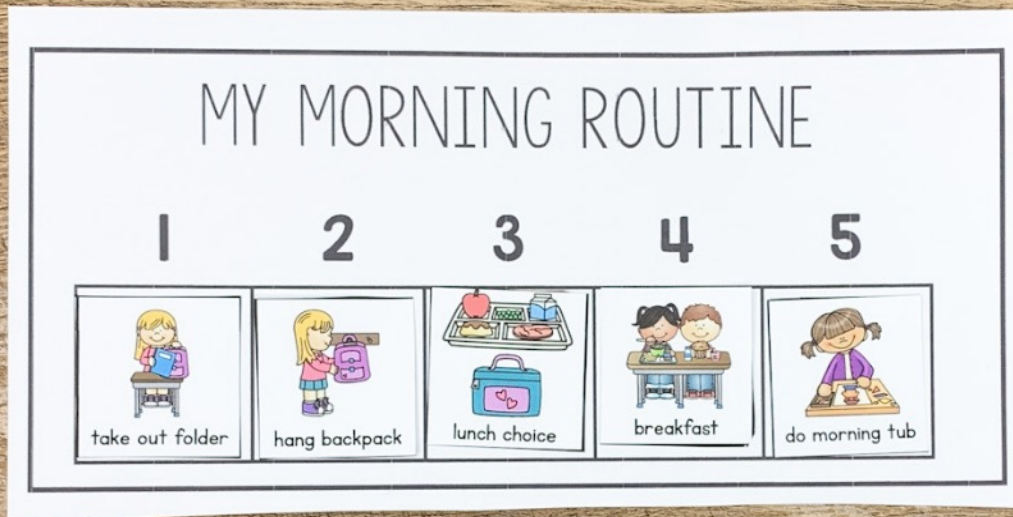 MY MORNING ROUTINE
1 2 3 4 5
take out folder hang backpack lunch choice breakfast do morning tub